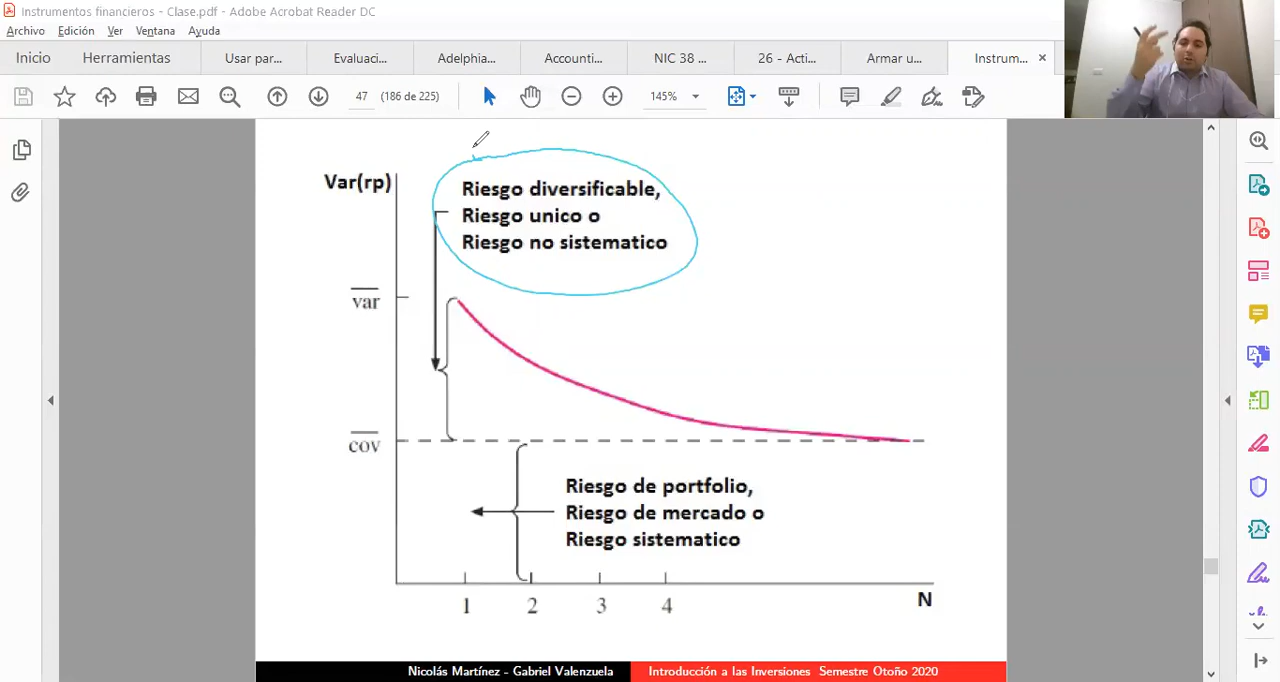 Instrumentos financieros - Clase.pdf - Adobe Acrobat Reader DC
Archivo Edición Ver Ventana Ayuda
Inicio Herramientas Usar par... Evaluaci... Adelphia... Accounti... NIC 38 ... 26 - Acti... Armar u... Instrum... ×
47 (186 de 225) 145%
Var(rp)
Riesgo diversificable,
Riesgo unico o
Riesgo no sistematico
var
cov
Riesgo de portfolio,
Riesgo de mercado o
Riesgo sistematico
1 2 3 4 N
Nicolás Martínez - Gabriel Valenzuela Introducción a las Inversiones Semestre Otoño 2020